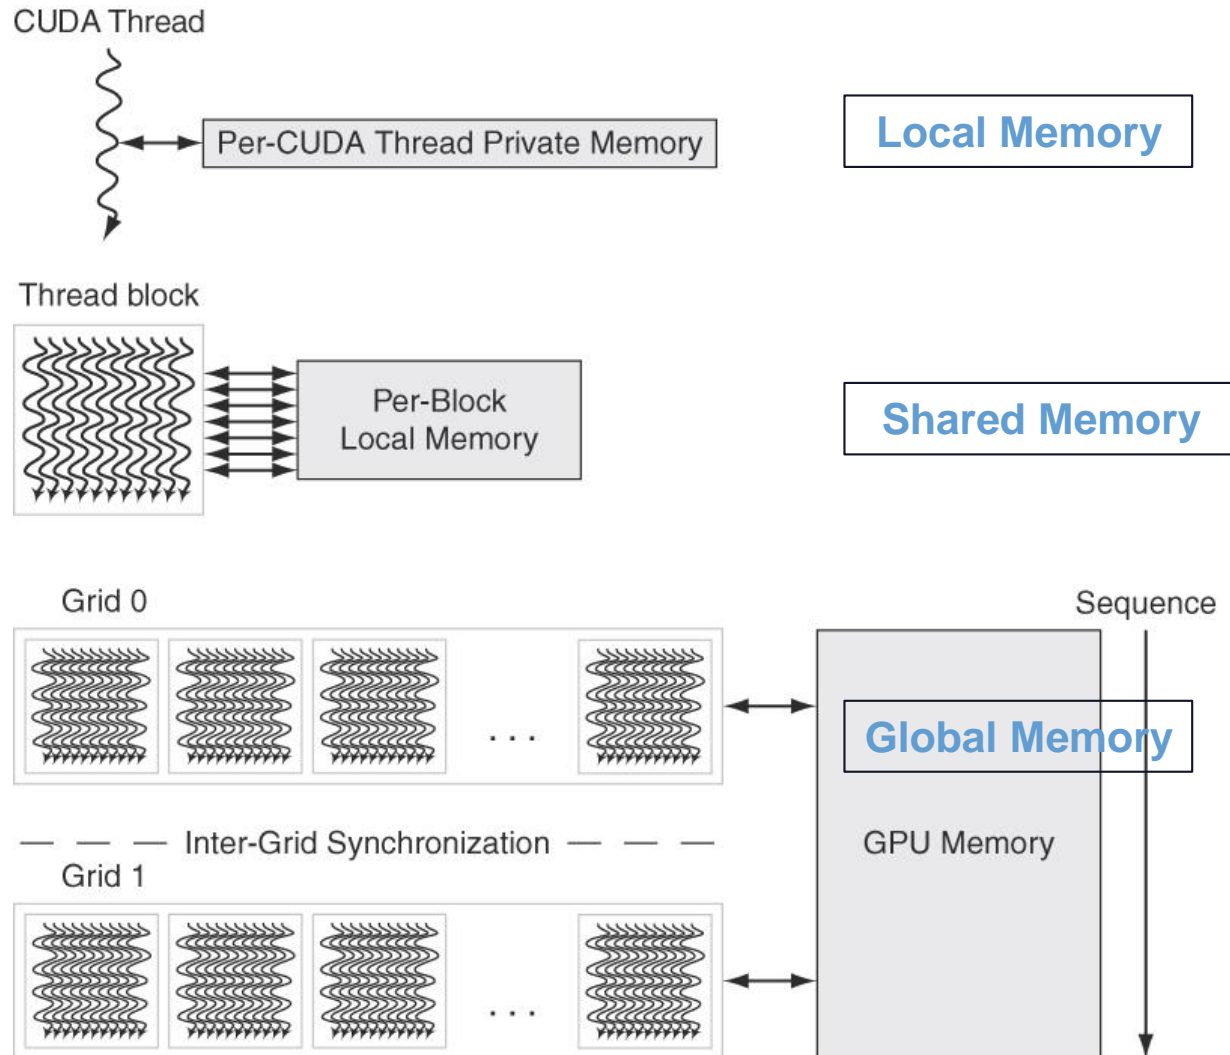 CUDA Thread
Per-CUDA Thread Private Memory
Local Memory
Thread block
Per-Block
Local Memory
Shared Memory
Grid 0
Sequence
. . .
Global Memory
Inter-Grid Synchronization
GPU Memory
Grid 1
. . .